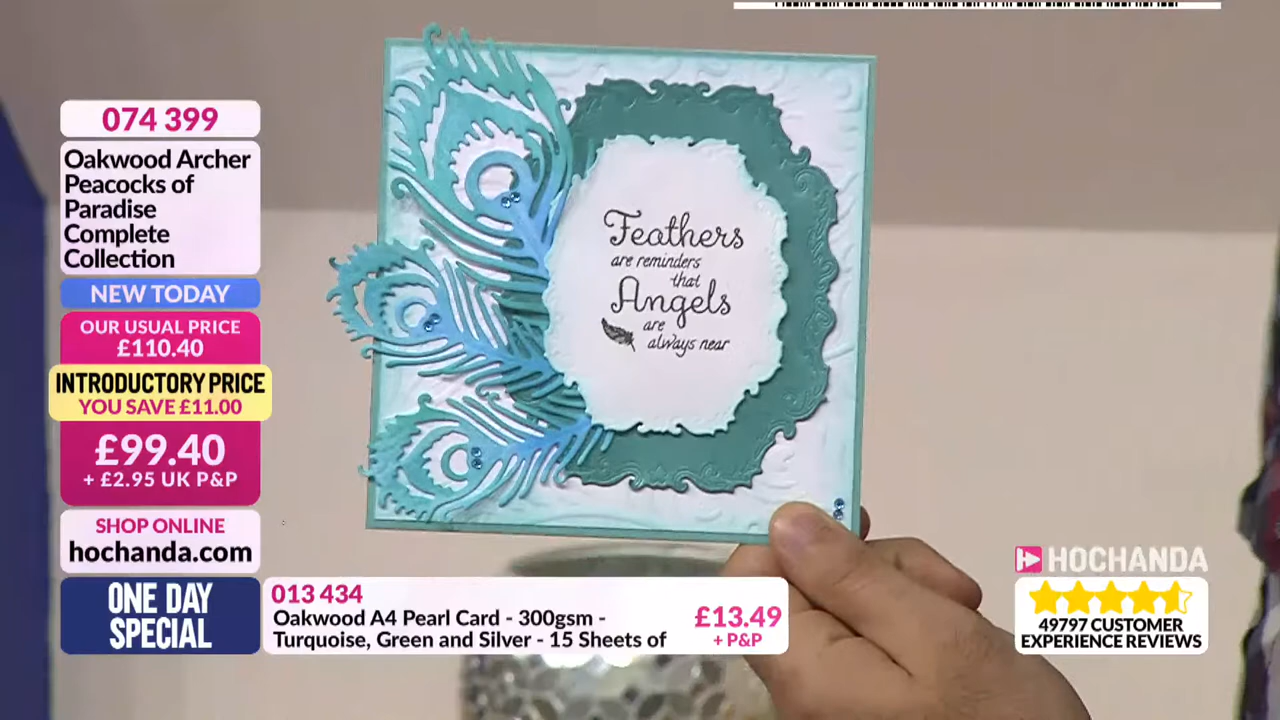 074 399
Oakwood Archer
Peacocks of
Paradise
Complete
Collection
NEW TODAY
OUR USUAL PRICE
£110.40
INTRODUCTORY PRICE
YOU SAVE £11.00
£99.40
+ £2.95 UK P&P
SHOP ONLINE
hochanda.com
ONE DAY
SPECIAL
013 434
Oakwood A4 Pearl Card - 300gsm -
Turquoise, Green and Silver - 15 Sheets of
£13.49
+ P&P
Feathers
are reminders
that
Angels
are
always near
HOCHANDA
49797 CUSTOMER
EXPERIENCE REVIEWS